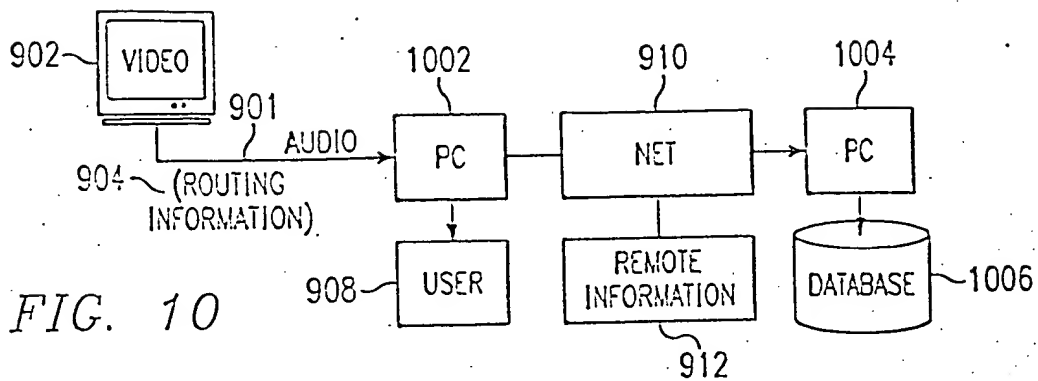 902
VIDEO
901
AUDIO
904
(ROUTING
INFORMATION)
1002
PC
910
NET
1004
PC
908
USER
REMOTE
INFORMATION
912
DATABASE
1006
FIG. 10